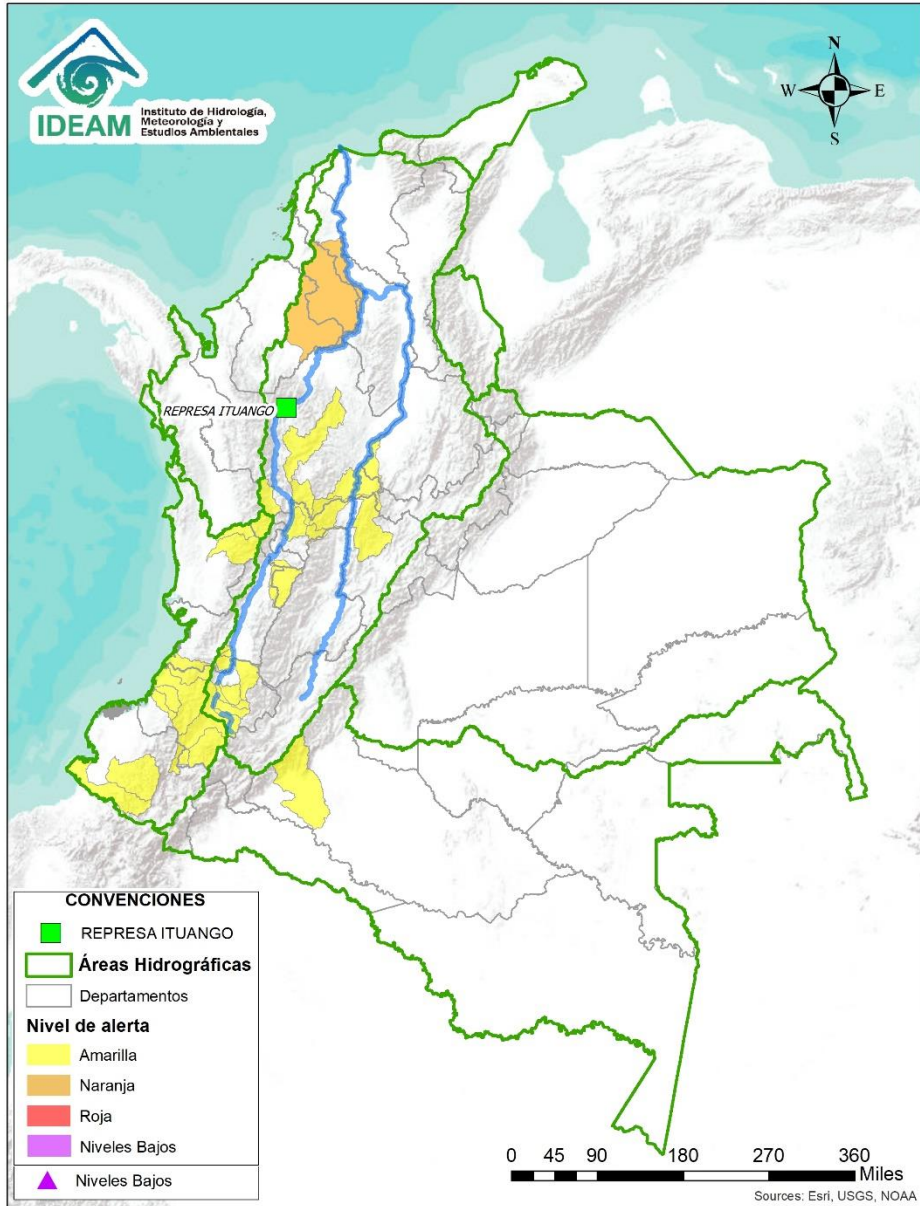 IDEAM
Instituto de Hidrología,
Meteorología y
Estudios Ambientales
N
W E
S
REPRESA ITUANGO
CONVENCIONES
REPRESA ITUANGO
Áreas Hidrográficas
Departamentos
Nivel de alerta
Amarilla
Naranja
Roja
Niveles Bajos
Niveles Bajos
0 45 90 180 270 360
Miles
Sources: Esri, USGS, NOAA